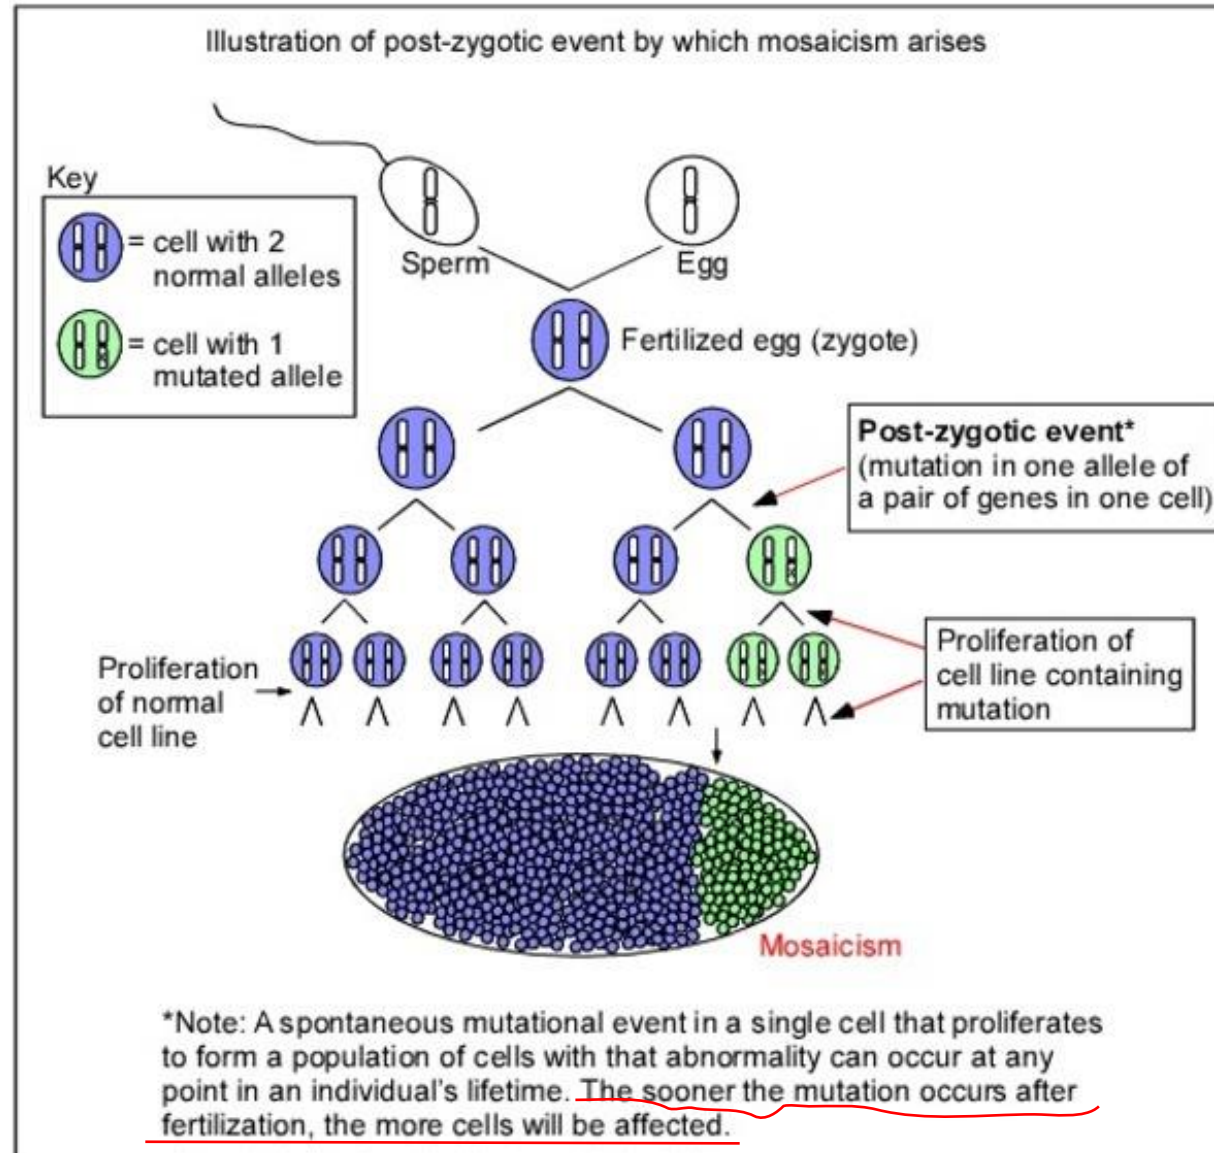 Illustration of post-zygotic event by which mosaicism arises
Key
= cell with 2
normal alleles
= cell with 1
mutated allele
Sperm
Egg
Fertilized egg (zygote)
Post-zygotic event*
(mutation in one allele of
a pair of genes in one cell)
Proliferation
of normal
cell line
Proliferation of
cell line containing
mutation
Mosaicism
*Note: A spontaneous mutational event in a single cell that proliferates
to form a population of cells with that abnormality can occur at any
point in an individual's lifetime. The sooner the mutation occurs after
fertilization, the more cells will be affected.